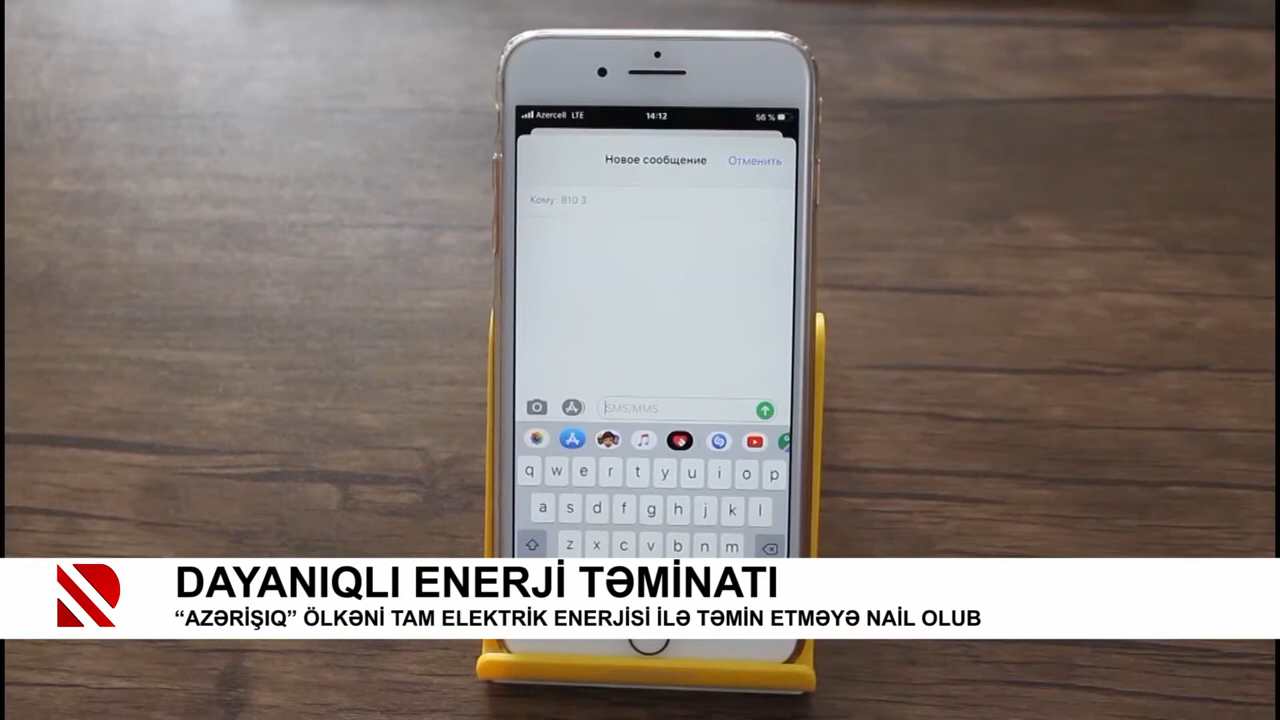 Azercell LTE 14:12 56 %
Новое сообщение Отменить
Кому: 810 3
SMS/MMS
q w e r t y u i o p
a s d f g h j k l
z x c v b n m
DAYANIQLI ENERJİ TƏMİNATI
“AZƏRİŞIQ” ÖLKƏNİ TAM ELEKTRİK ENERJİSİ İLƏ TƏMİN ETMƏYƏ NAİL OLUB